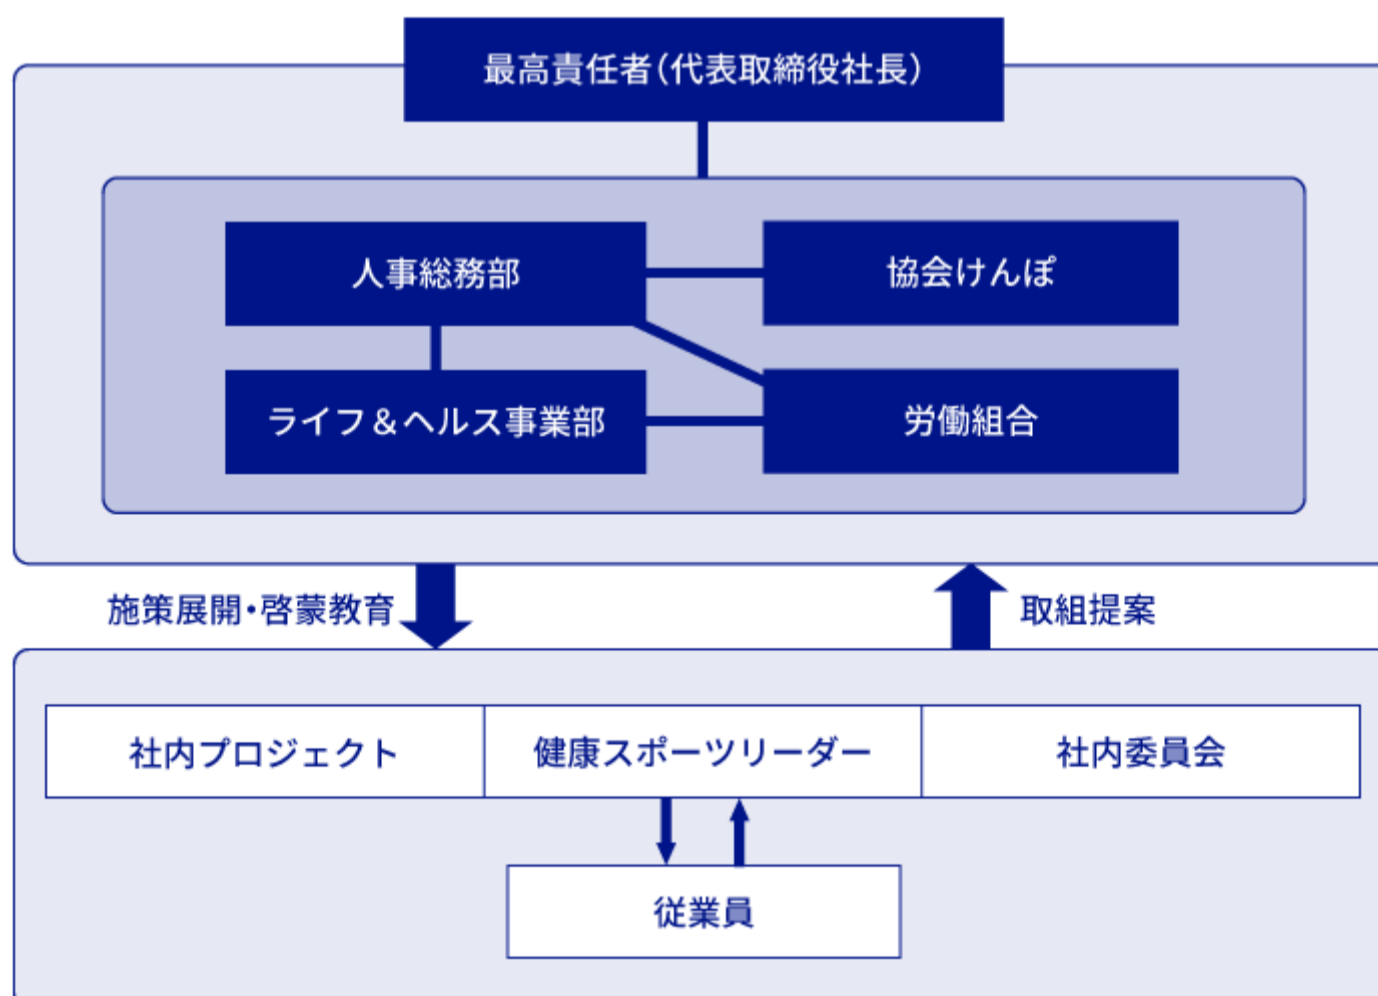 最高責任者（代表取締役社長）
人事総務部
協会けんぽ
ライフ＆ヘルス事業部
労働組合
施策展開・啓蒙教育
取組提案
社内プロジェクト
健康スポーツリーダー
社内委員会
従業員